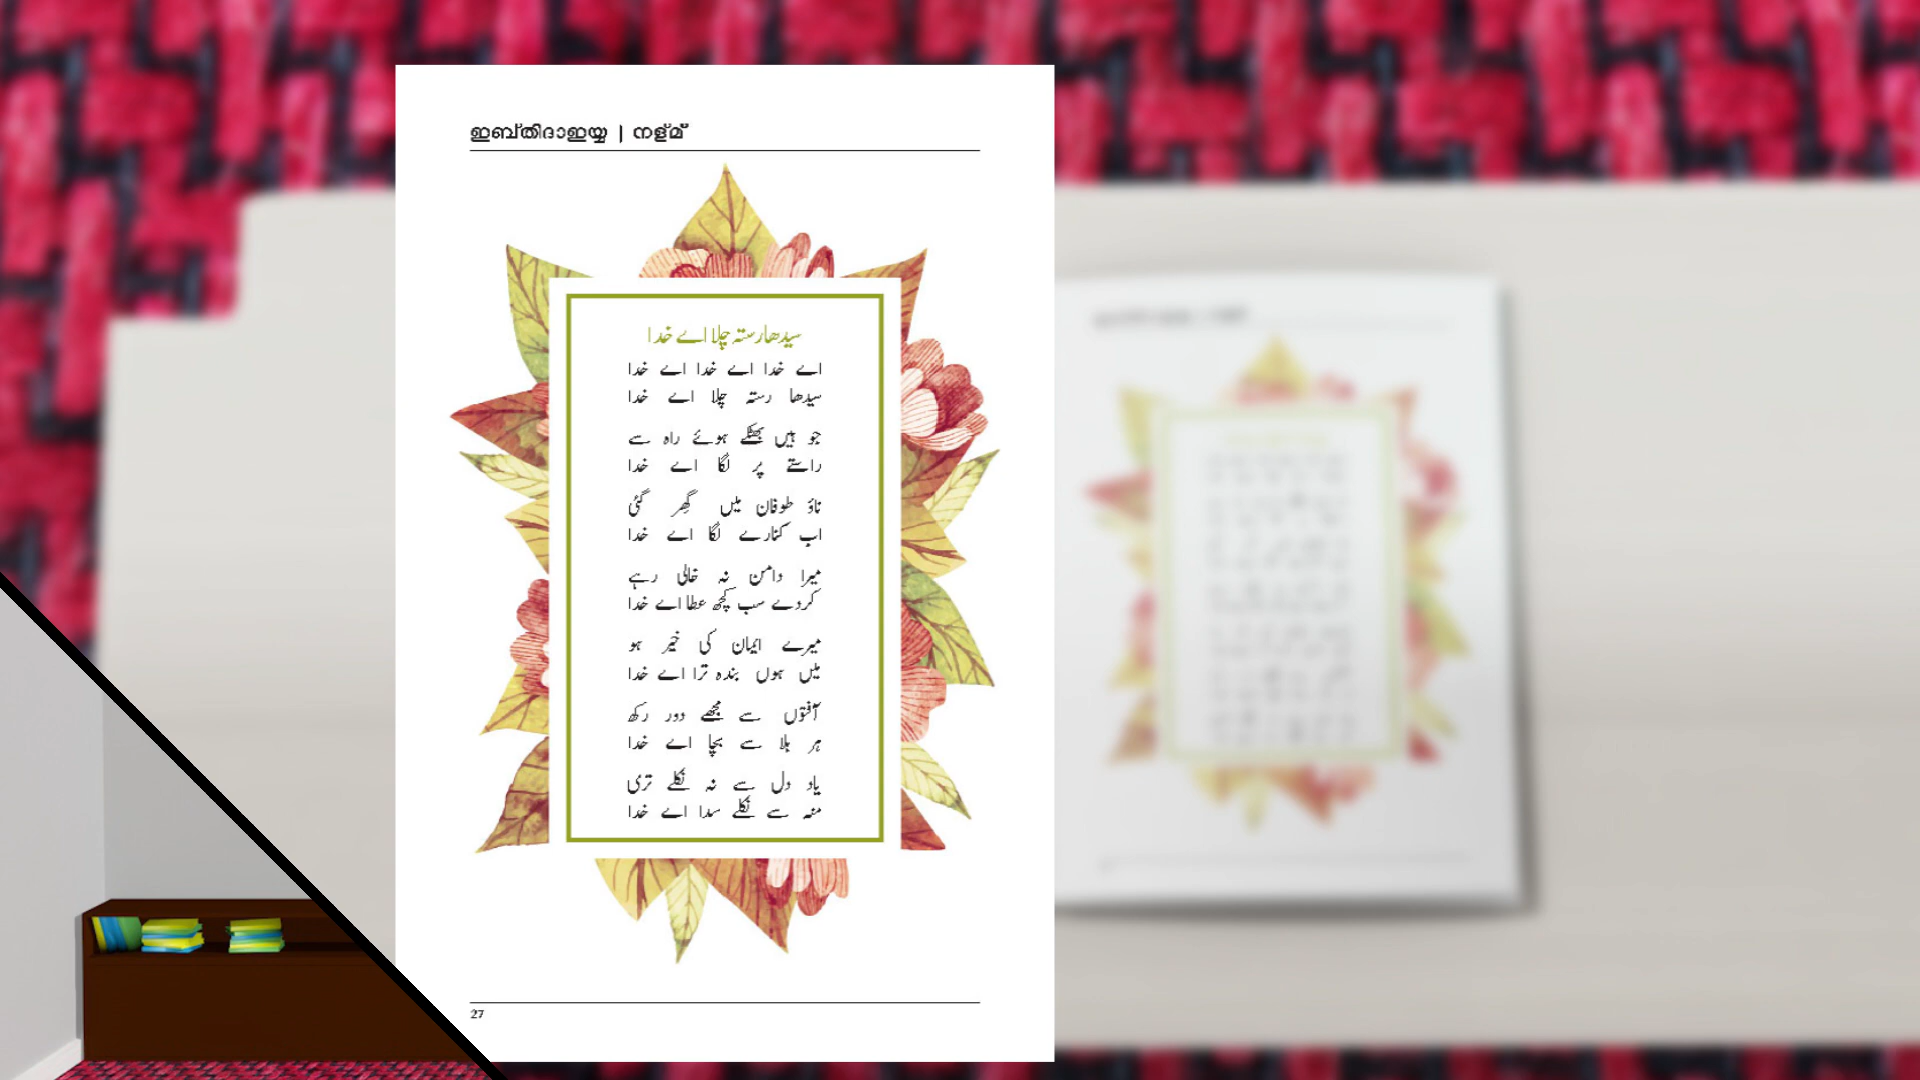 ഇബ്തിദാഇയ്യ | നള്മ്
سیدھا رستہ چلا اے خدا
اے خدا اے خدا اے خدا
سیدھا رستہ چلا اے خدا
جو ہیں بھٹکے ہوئے راہ سے
راستے پر لگا اے خدا
ناؤ طوفان میں گھِر گئی
اب کنارے لگا اے خدا
میرا دامن نہ خالی رہے
کردے سب کچھ عطا اے خدا
میرے ایمان کی خیر ہو
میں ہوں بندہ ترا اے خدا
آفتوں سے مجھے دور رکھ
ہر بلا سے بچا اے خدا
یاد دل سے نہ نکلے تری
منہ سے نکلے سدا اے خدا
27